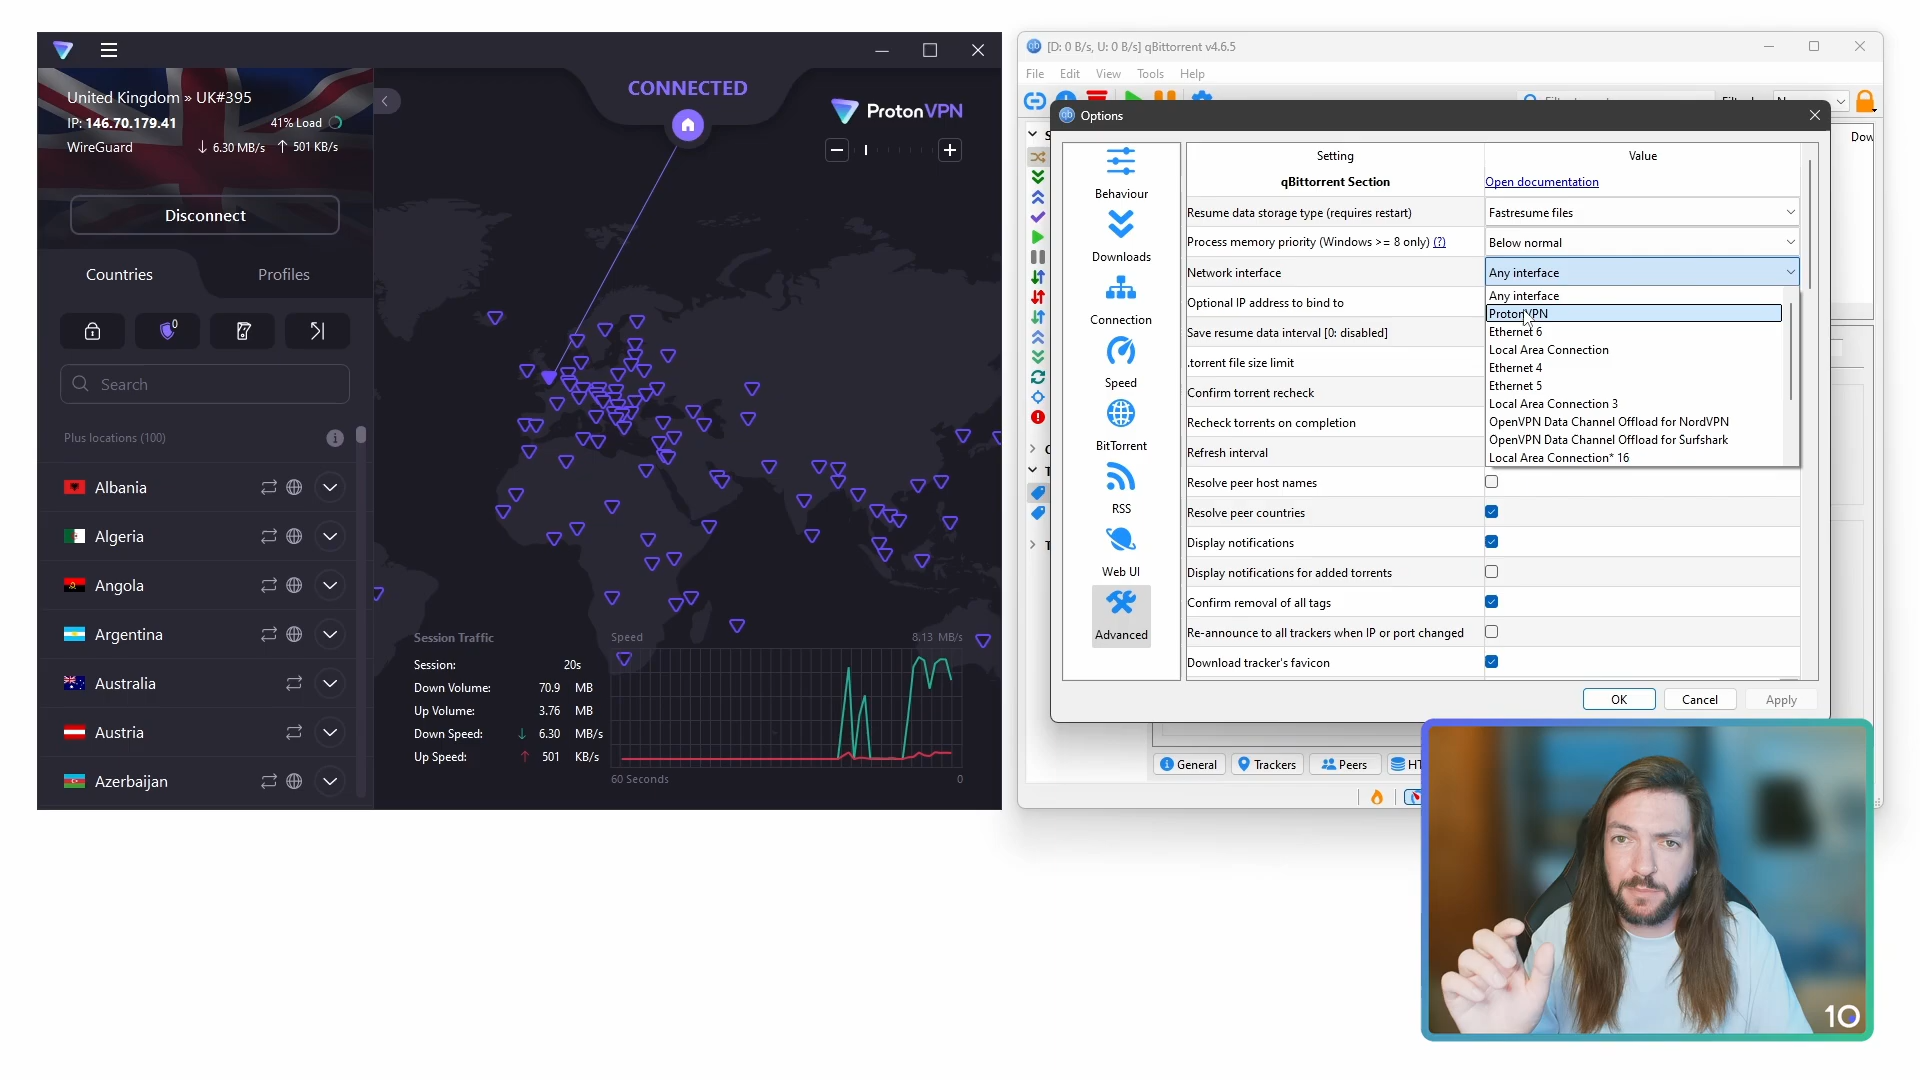 United Kingdom » UK#395
IP: 146.70.179.41
41% Load
WireGuard
6.30 MB/s
501 KB/s
Disconnect
Countries
Profiles
0
Search
Plus locations (100)
Albania
Algeria
Angola
Argentina
Australia
Austria
Azerbaijan
CONNECTED
ProtonVPN
Session Traffic
Session: 20s
Down Volume: 70.9 MB
Up Volume: 3.76 MB
Down Speed: 6.30 MB/s
Up Speed: 501 KB/s
Speed
8.13 MB/s
60 Seconds
0
[D: 0 B/s, U: 0 B/s] qBittorrent v4.6.5
File Edit View Tools Help
Dow
Options
Behaviour
Downloads
Connection
Speed
BitTorrent
RSS
Web UI
Advanced
Setting Value
qBittorrent Section Open documentation
Resume data storage type (requires restart) Fastresume files
Process memory priority (Windows >= 8 only) (?) Below normal
Network interface Any interface
Optional IP address to bind to
Save resume data interval [0: disabled]
.torrent file size limit
Confirm torrent recheck
Recheck torrents on completion
Refresh interval
Resolve peer host names
Resolve peer countries
Display notifications
Display notifications for added torrents
Confirm removal of all tags
Re-announce to all trackers when IP or port changed
Download tracker's favicon
Any interface
ProtonVPN
Ethernet 6
Local Area Connection
Ethernet 4
Ethernet 5
Local Area Connection 3
OpenVPN Data Channel Offload for NordVPN
OpenVPN Data Channel Offload for Surfshark
Local Area Connection* 16
OK
Cancel
Apply
General
Trackers
Peers
HT
10